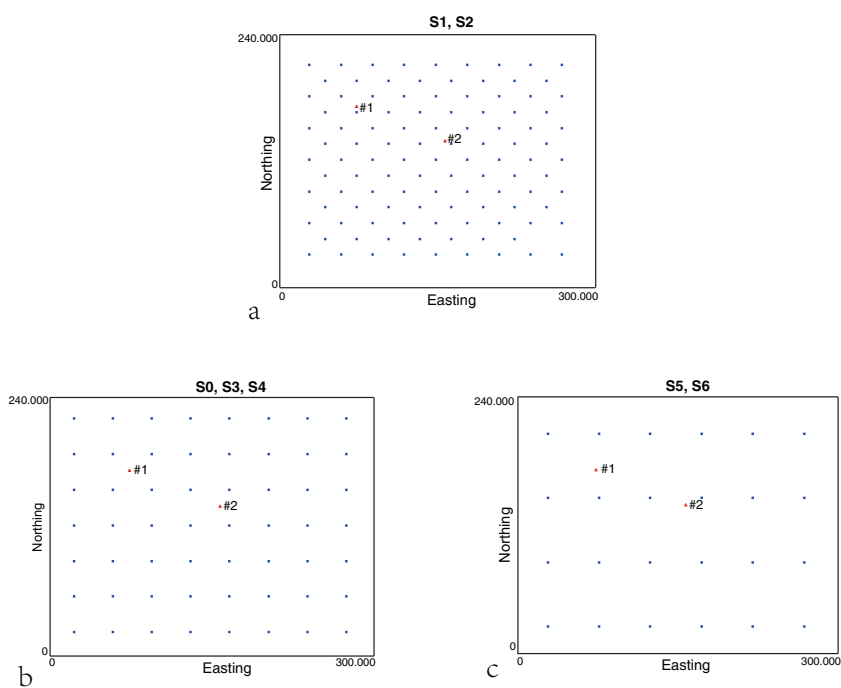 S1, S2
240.000
#1
#2
Northing
0
0
Easting
300.000
a
S0, S3, S4
240.000
#1
#2
Northing
0
0
Easting
300.000
b
S5, S6
240.000
#1
#2
Northing
0
0
Easting
300.000
c